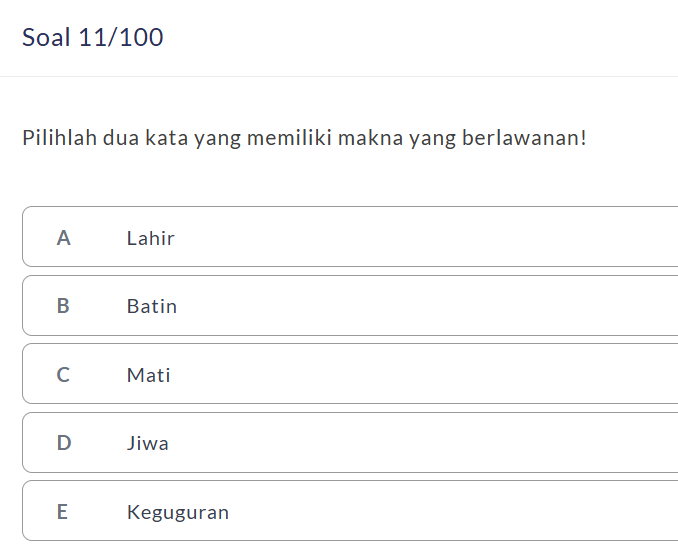 Soal 11/100
Pilihlah dua kata yang memiliki makna yang berlawanan!
A Lahir
B Batin
C Mati
D Jiwa
E Keguguran